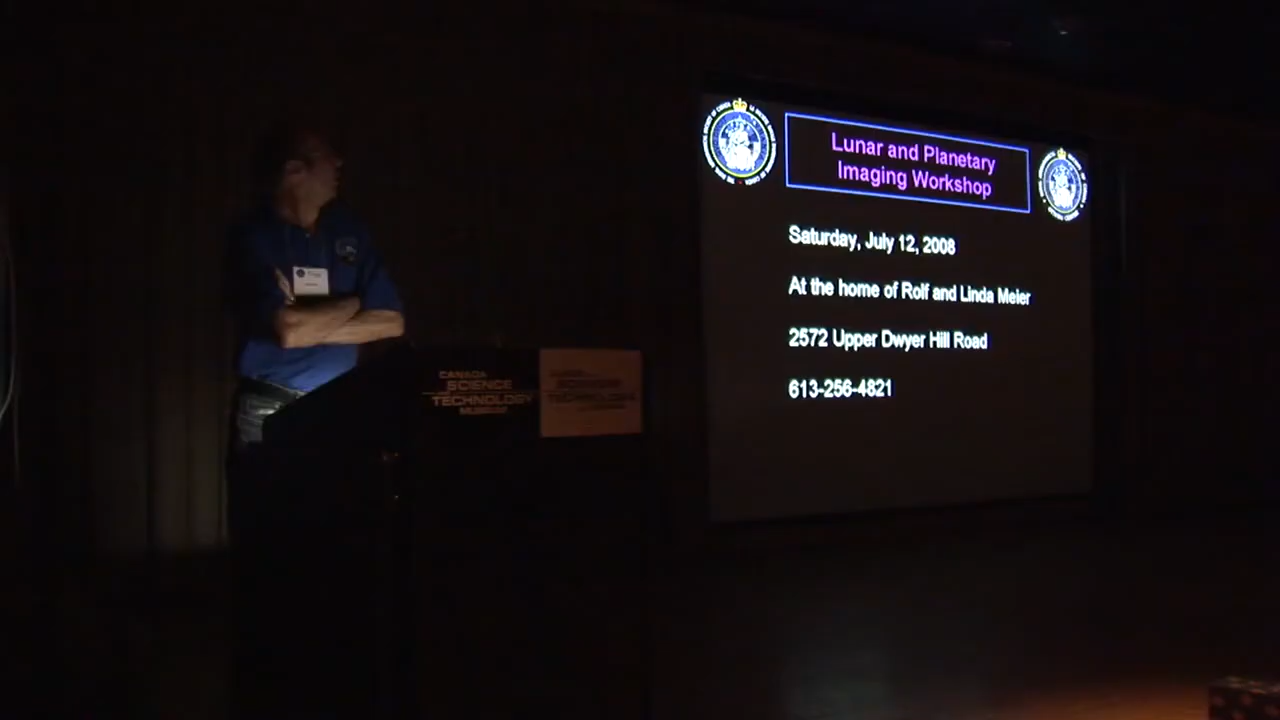 Lunar and Planetary
Imaging Workshop
Saturday, July 12, 2008
At the home of Rolf and Linda Meier
2572 Upper Dwyer Hill Road
613-256-4821
CANADA
SCIENCE
TECHNOLOGY
MUSEUM